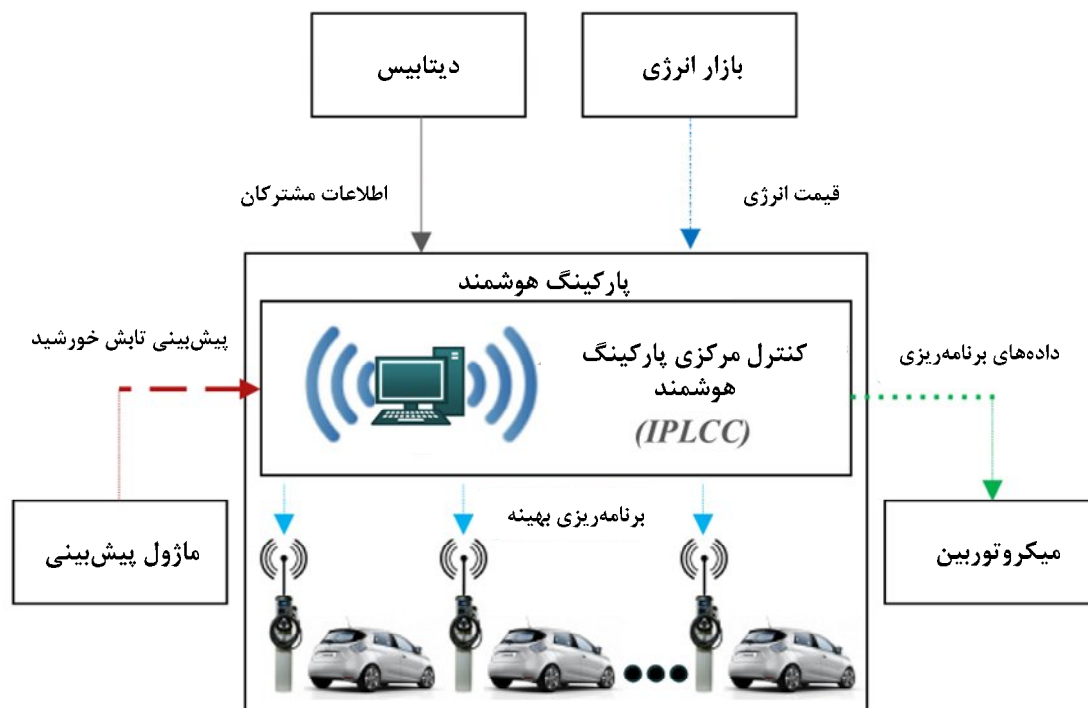 دیتابیس
بازار انرژی
اطلاعات مشترکان
قیمت انرژی
پارکینگ هوشمند
پیش‌بینی تابش خورشید
کنترل مرکزی پارکینگ
هوشمند
(IPLCC)
داده‌های برنامه‌ریزی
برنامه‌ریزی بهینه
ماژول پیش‌بینی
میکروتوربین